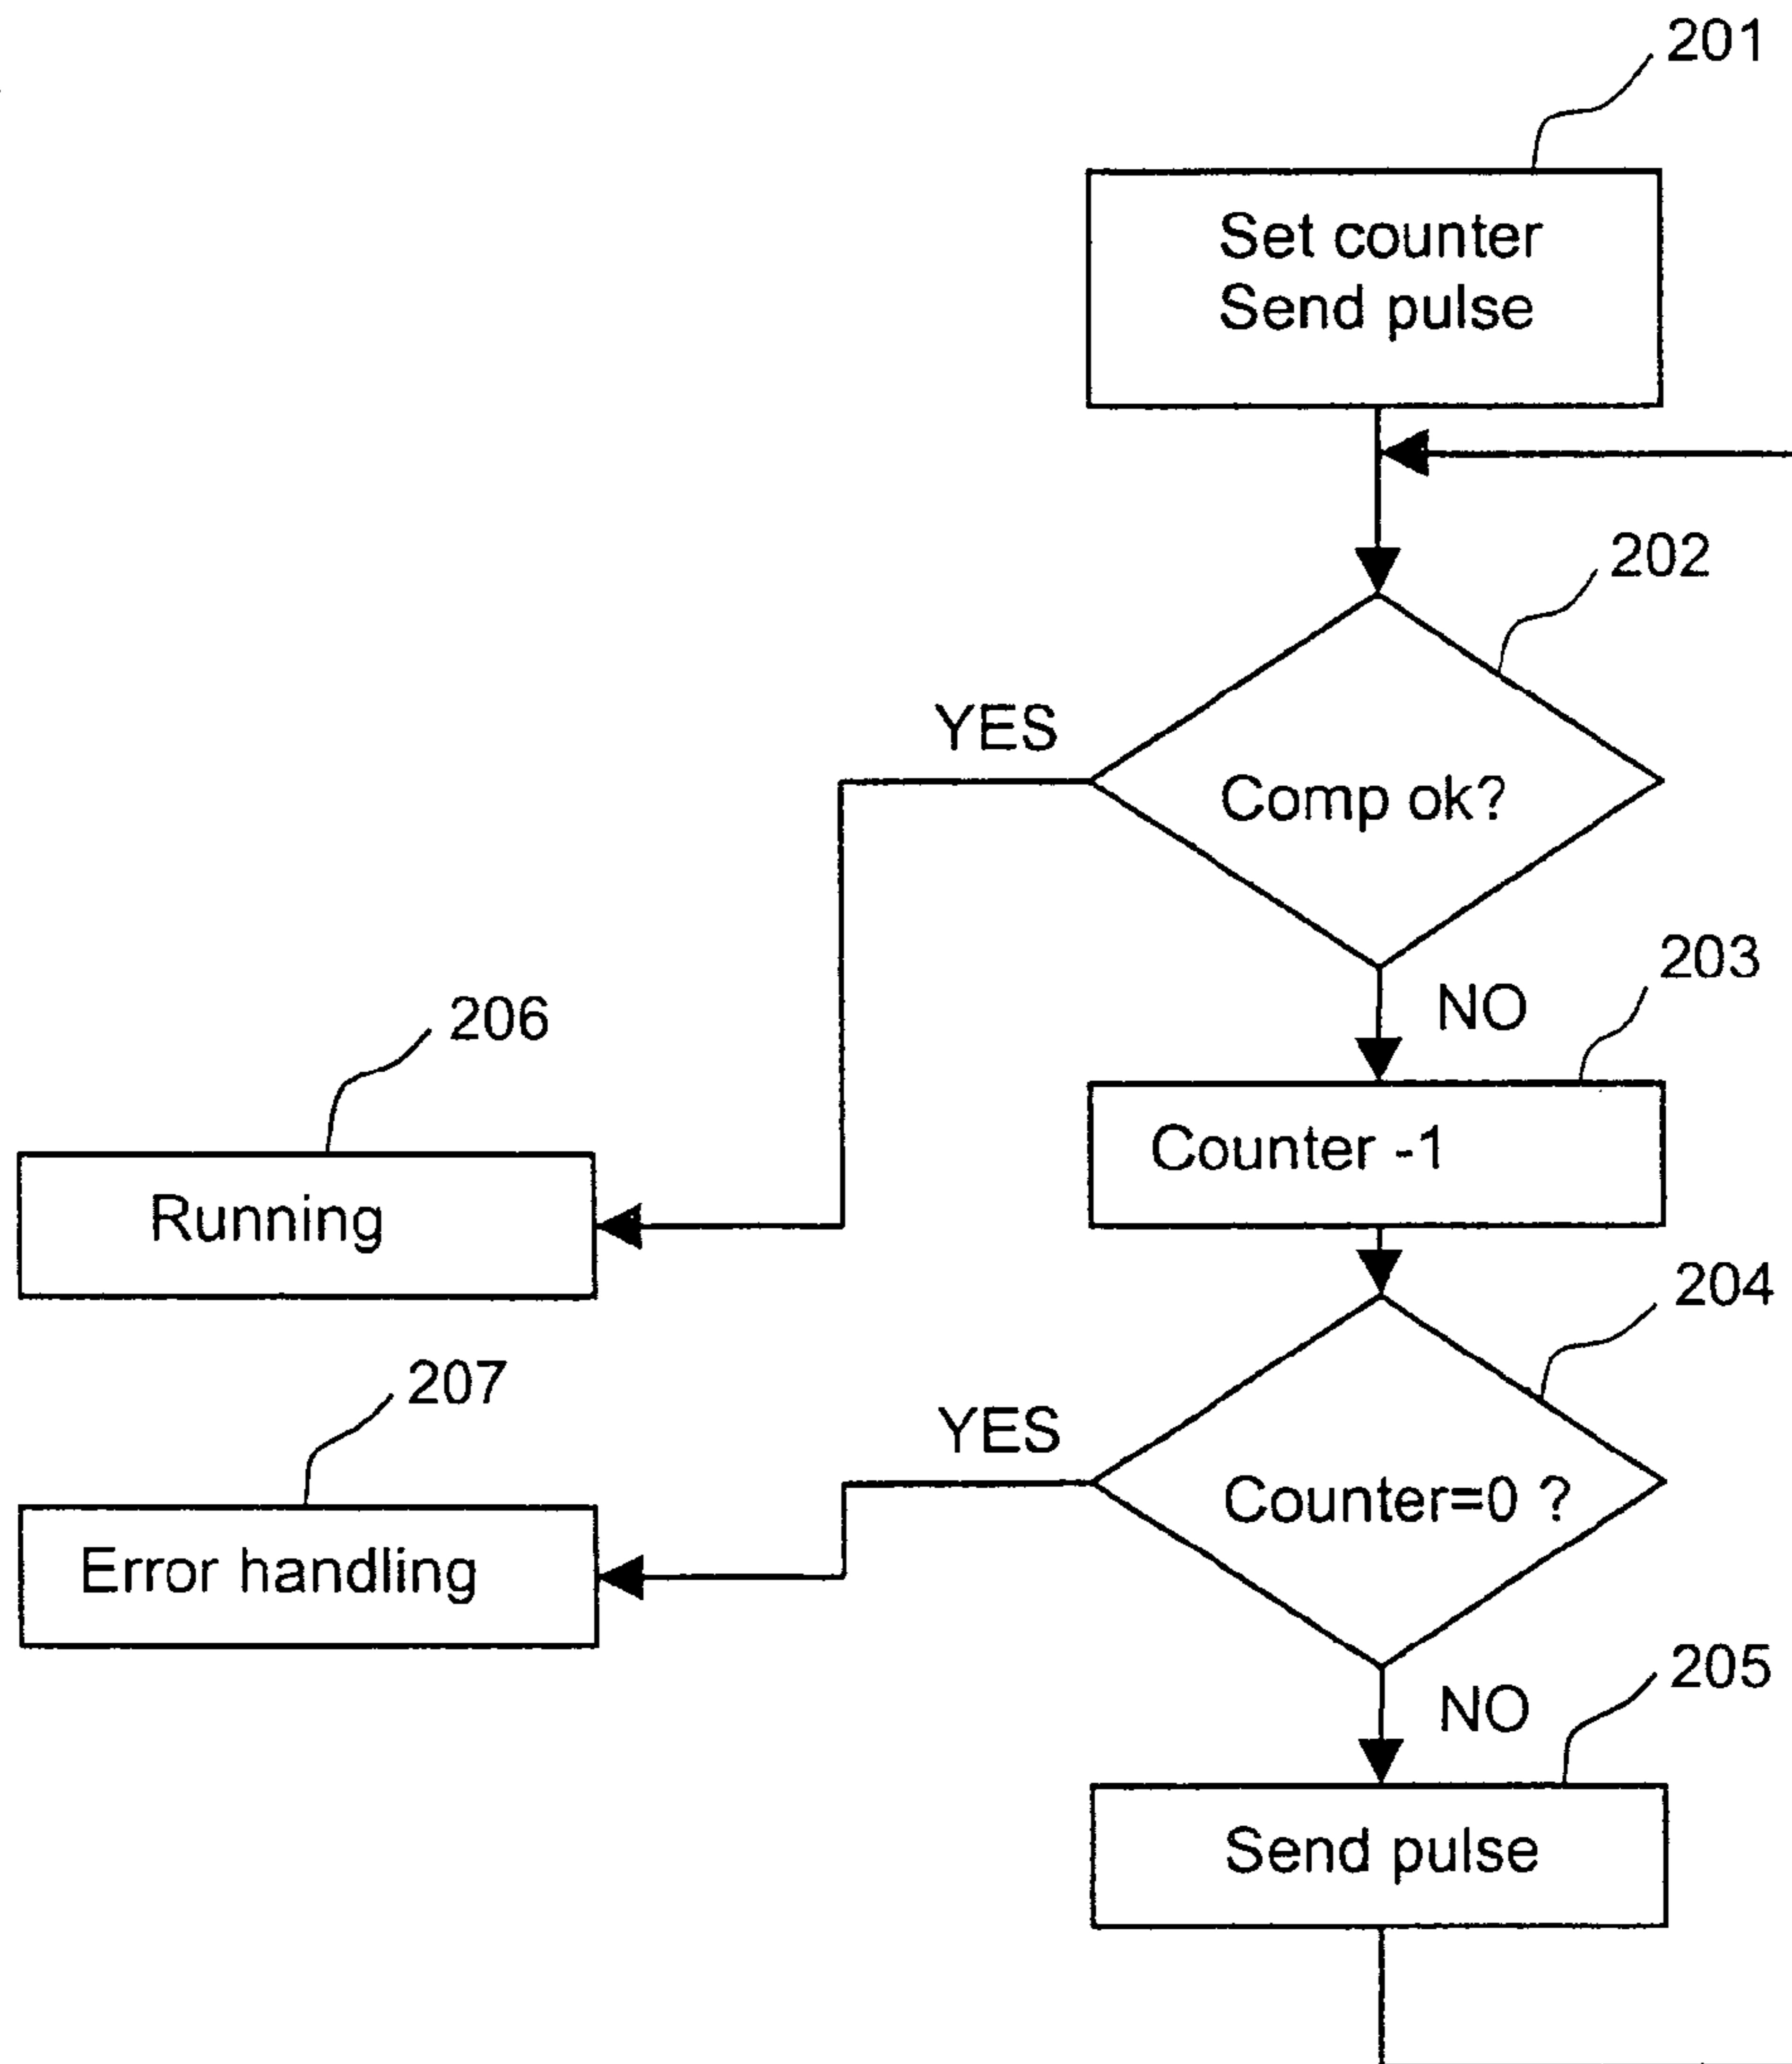 201
Set counter
Send pulse
202
YES
Comp ok?
203
NO
206
Counter -1
Running
204
207
YES
Counter=0 ?
Error handling
205
NO
Send pulse